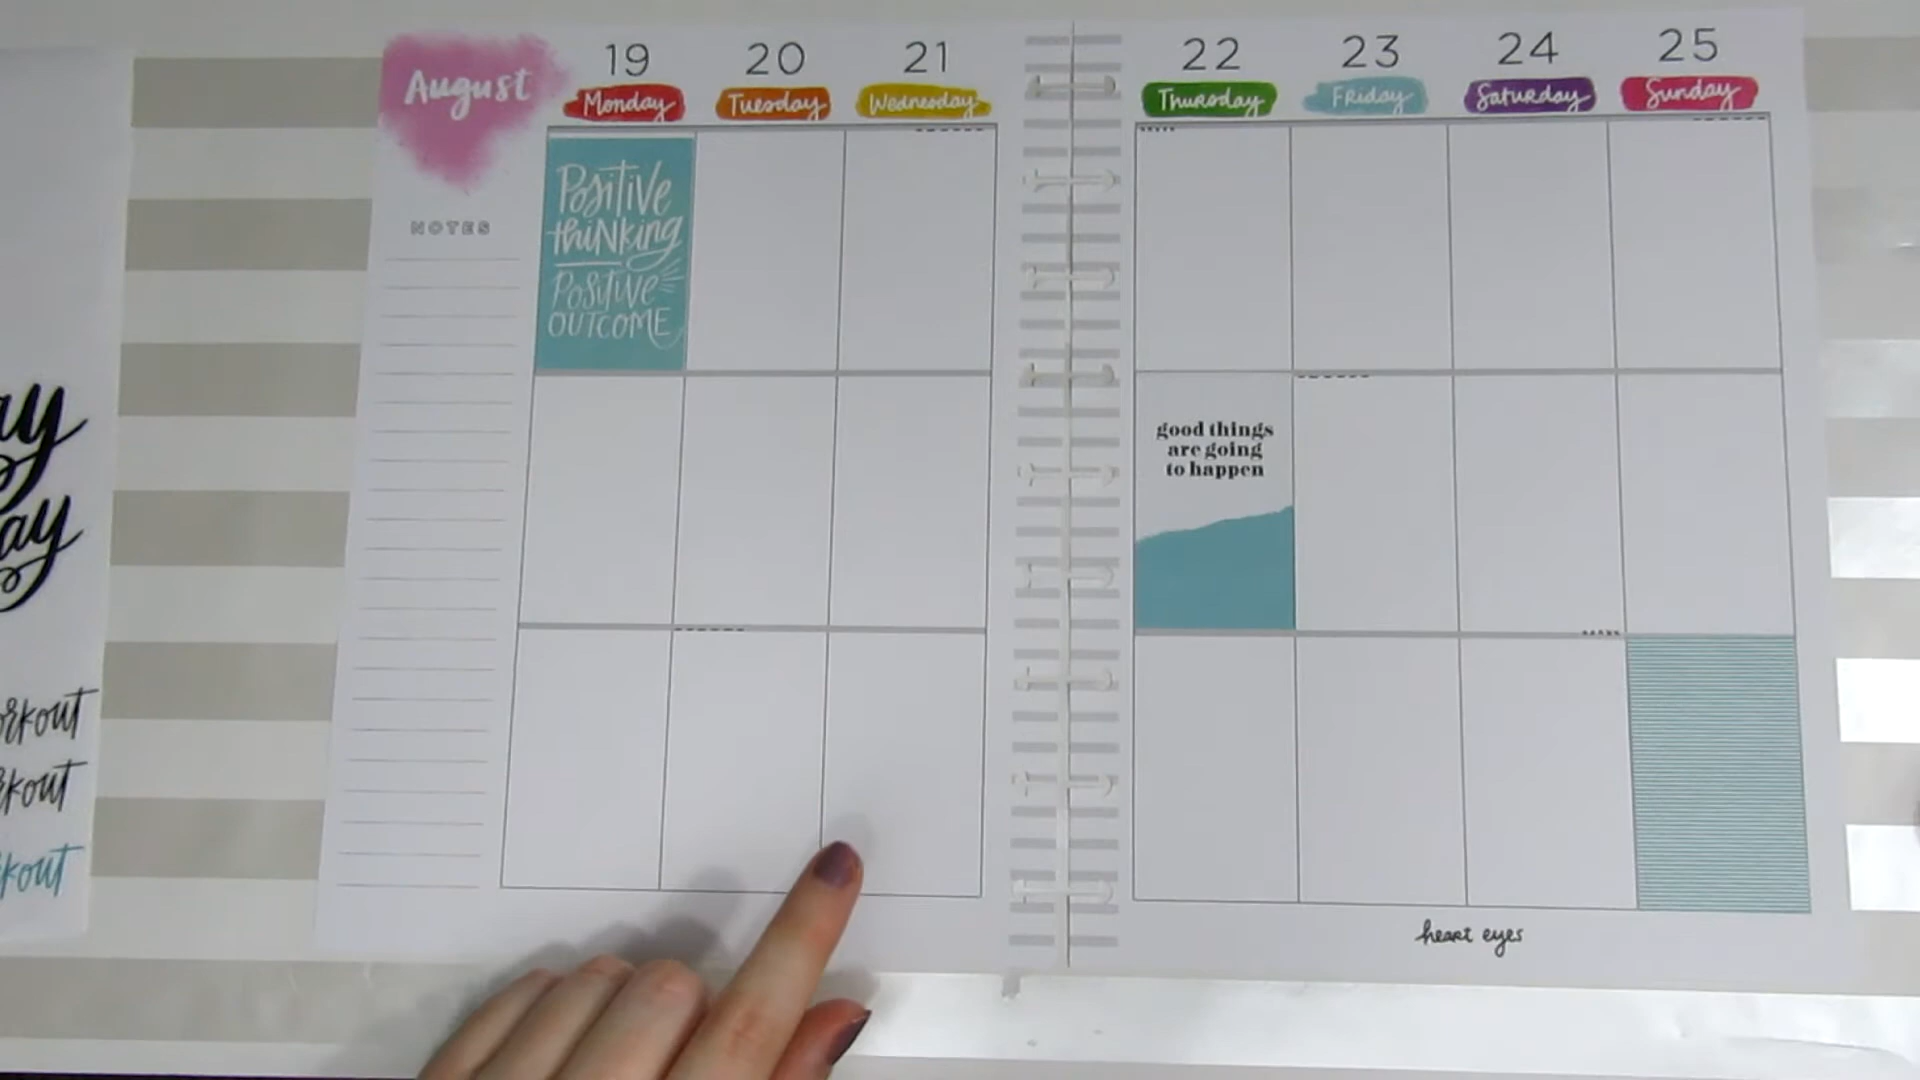 August
19 20 21 22 23 24 25
Monday Tuesday Wednesday Thursday Friday Saturday Sunday
NOTES
Positive
thinking
Positive
OUTCOME
good things
are going
to happen
heart eyes